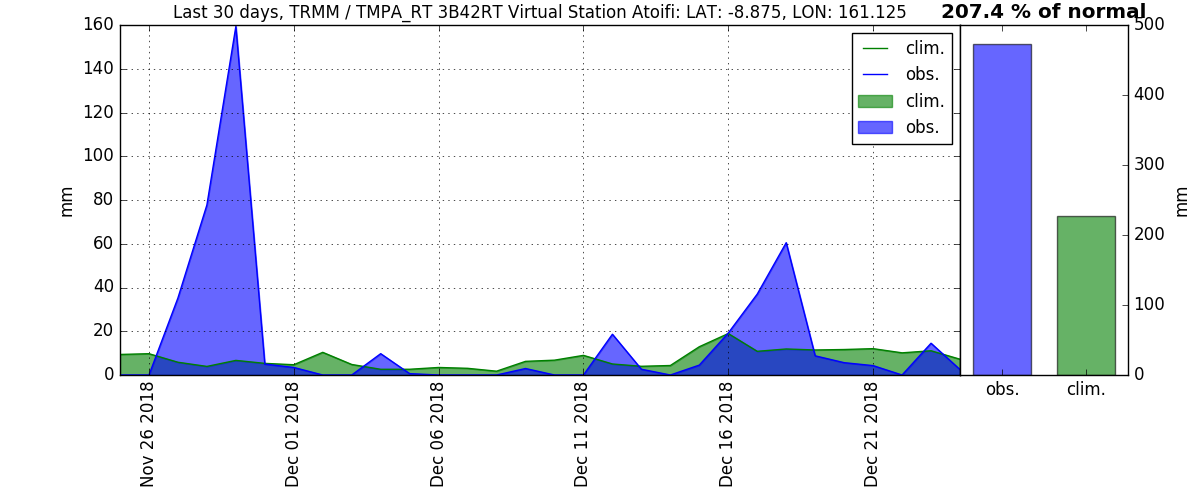 Last 30 days, TRMM / TMPA_RT 3B42RT Virtual Station Atoifi: LAT: -8.875, LON: 161.125
207.4 % of normal
160
140
120
100
80
60
40
20
0
mm
clim.
obs.
clim.
obs.
Nov 26 2018
Dec 01 2018
Dec 06 2018
Dec 11 2018
Dec 16 2018
Dec 21 2018
500
400
300
200
100
0
mm
obs.
clim.